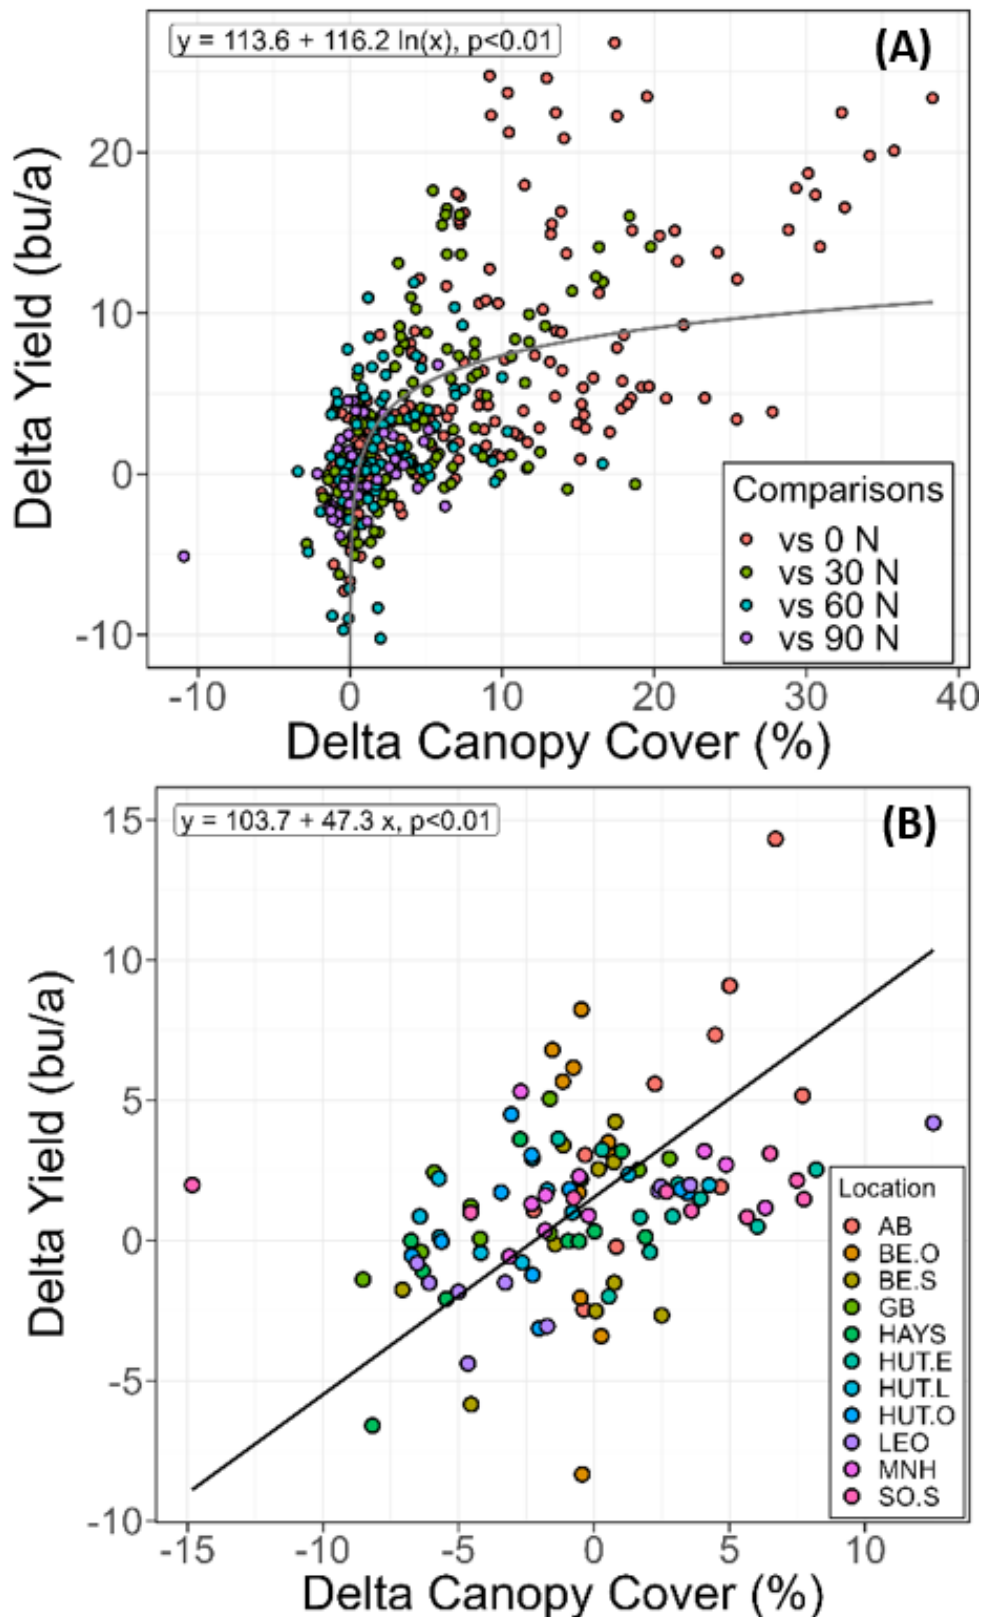 y = 113.6 + 116.2 ln(x), p<0.01
(A)
20
10
0
-10
Delta Yield (bu/a)
Comparisons
vs 0 N
vs 30 N
vs 60 N
vs 90 N
-10 0 10 20 30 40
Delta Canopy Cover (%)
y = 103.7 + 47.3 x, p<0.01
(B)
15
10
5
0
-5
-10
Delta Yield (bu/a)
Location
AB
BE.O
BE.S
GB
HAYS
HUT.E
HUT.L
HUT.O
LEO
MNH
SO.S
-15 -10 -5 0 5 10
Delta Canopy Cover (%)